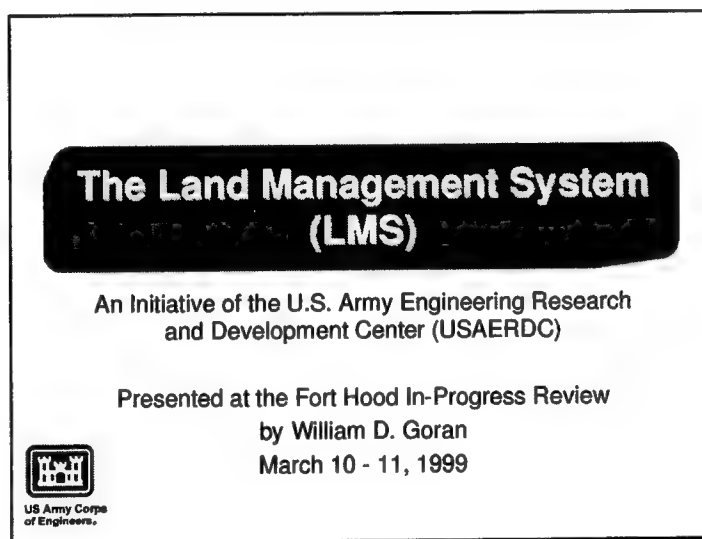 The Land Management System
(LMS)
An Initiative of the U.S. Army Engineering Research
and Development Center (USAERDC)
Presented at the Fort Hood In-Progress Review
by William D. Goran
March 10 - 11, 1999
US Army Corps
of Engineers®